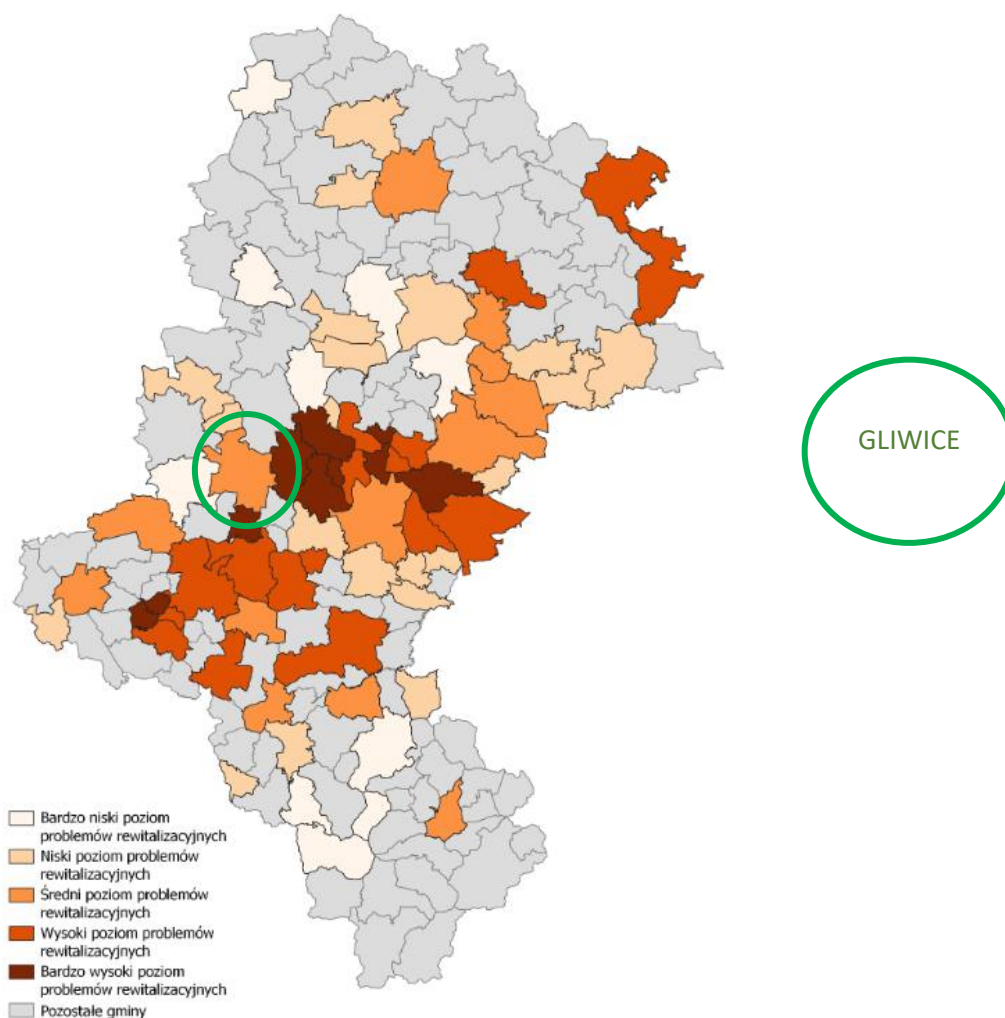 GLIWICE
Bardzo niski poziom
problemów rewitalizacyjnych
Niski poziom problemów
rewitalizacyjnych
Średni poziom problemów
rewitalizacyjnych
Wysoki poziom problemów
rewitalizacyjnych
Bardzo wysoki poziom
problemów rewitalizacyjnych
Pozostałe gminy